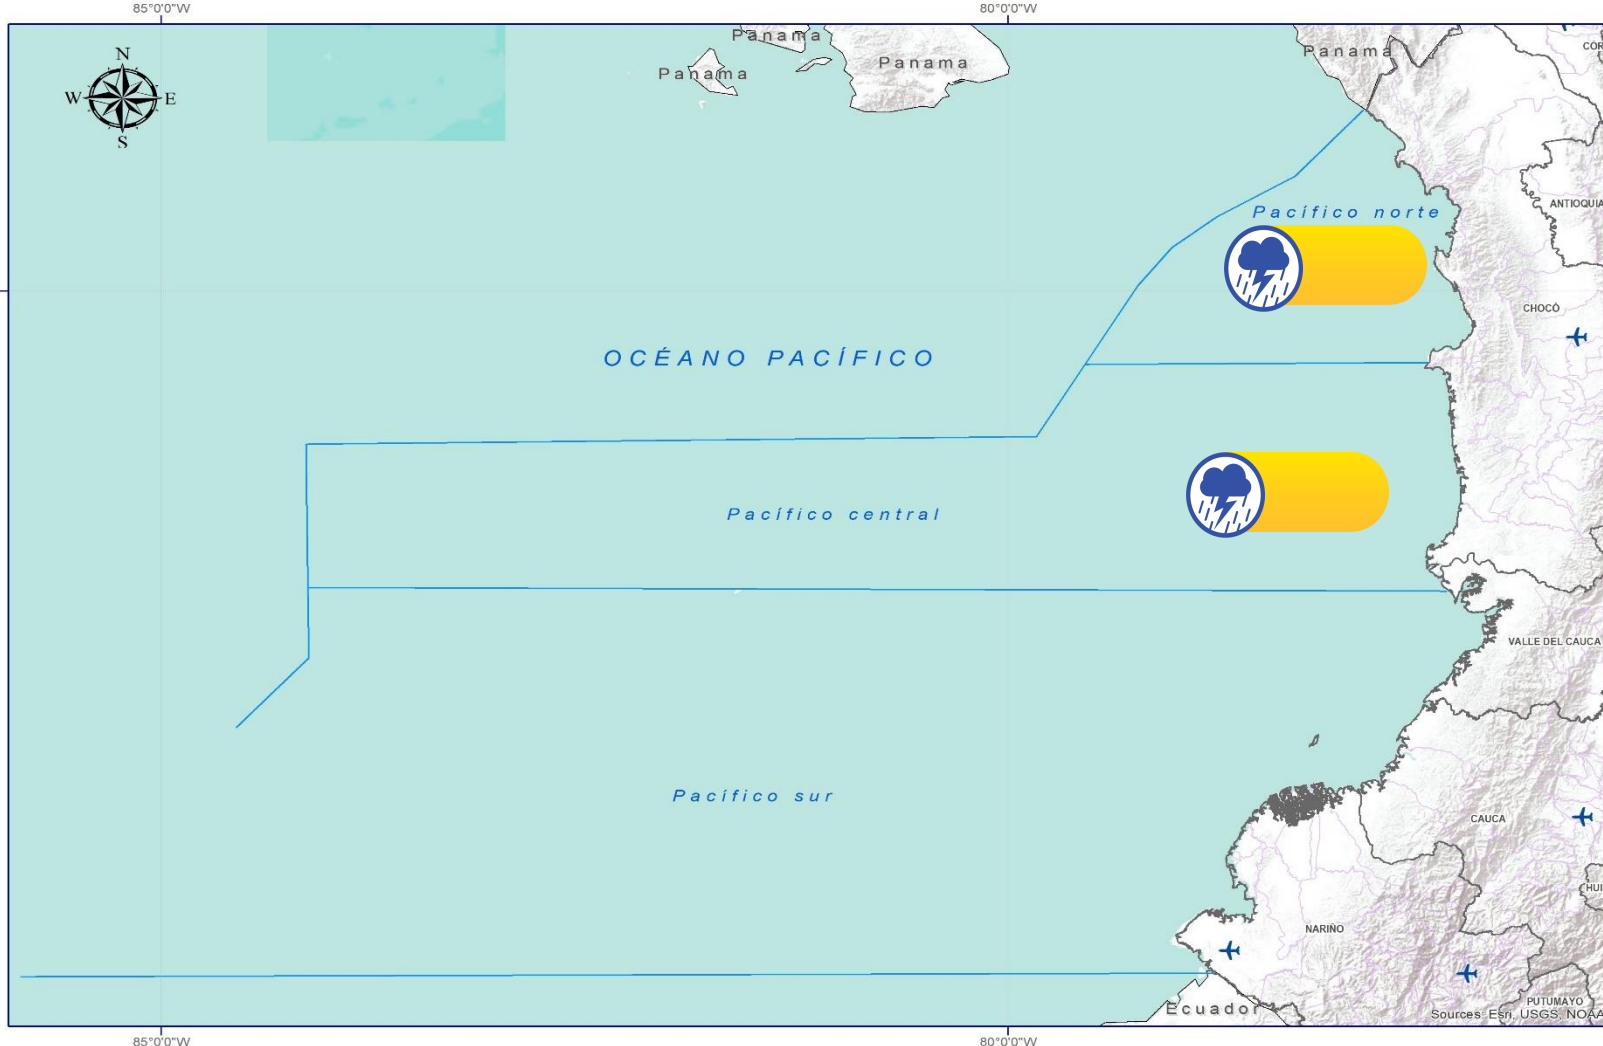 85°0'0"W 80°0'0"W
N
W E
S
Panama
Panama
Panama
Panama
COR
ANTIOQUIA
Pacífico norte
CHOCÓ
OCÉANO PACÍFICO
Pacífico central
VALLE DEL CAUCA
Pacífico sur
CAUCA
HUI
NARIÑO
PUTUMAYO
Ecuador
Sources: Esri, USGS, NOAA
85°0'0"W 80°0'0"W